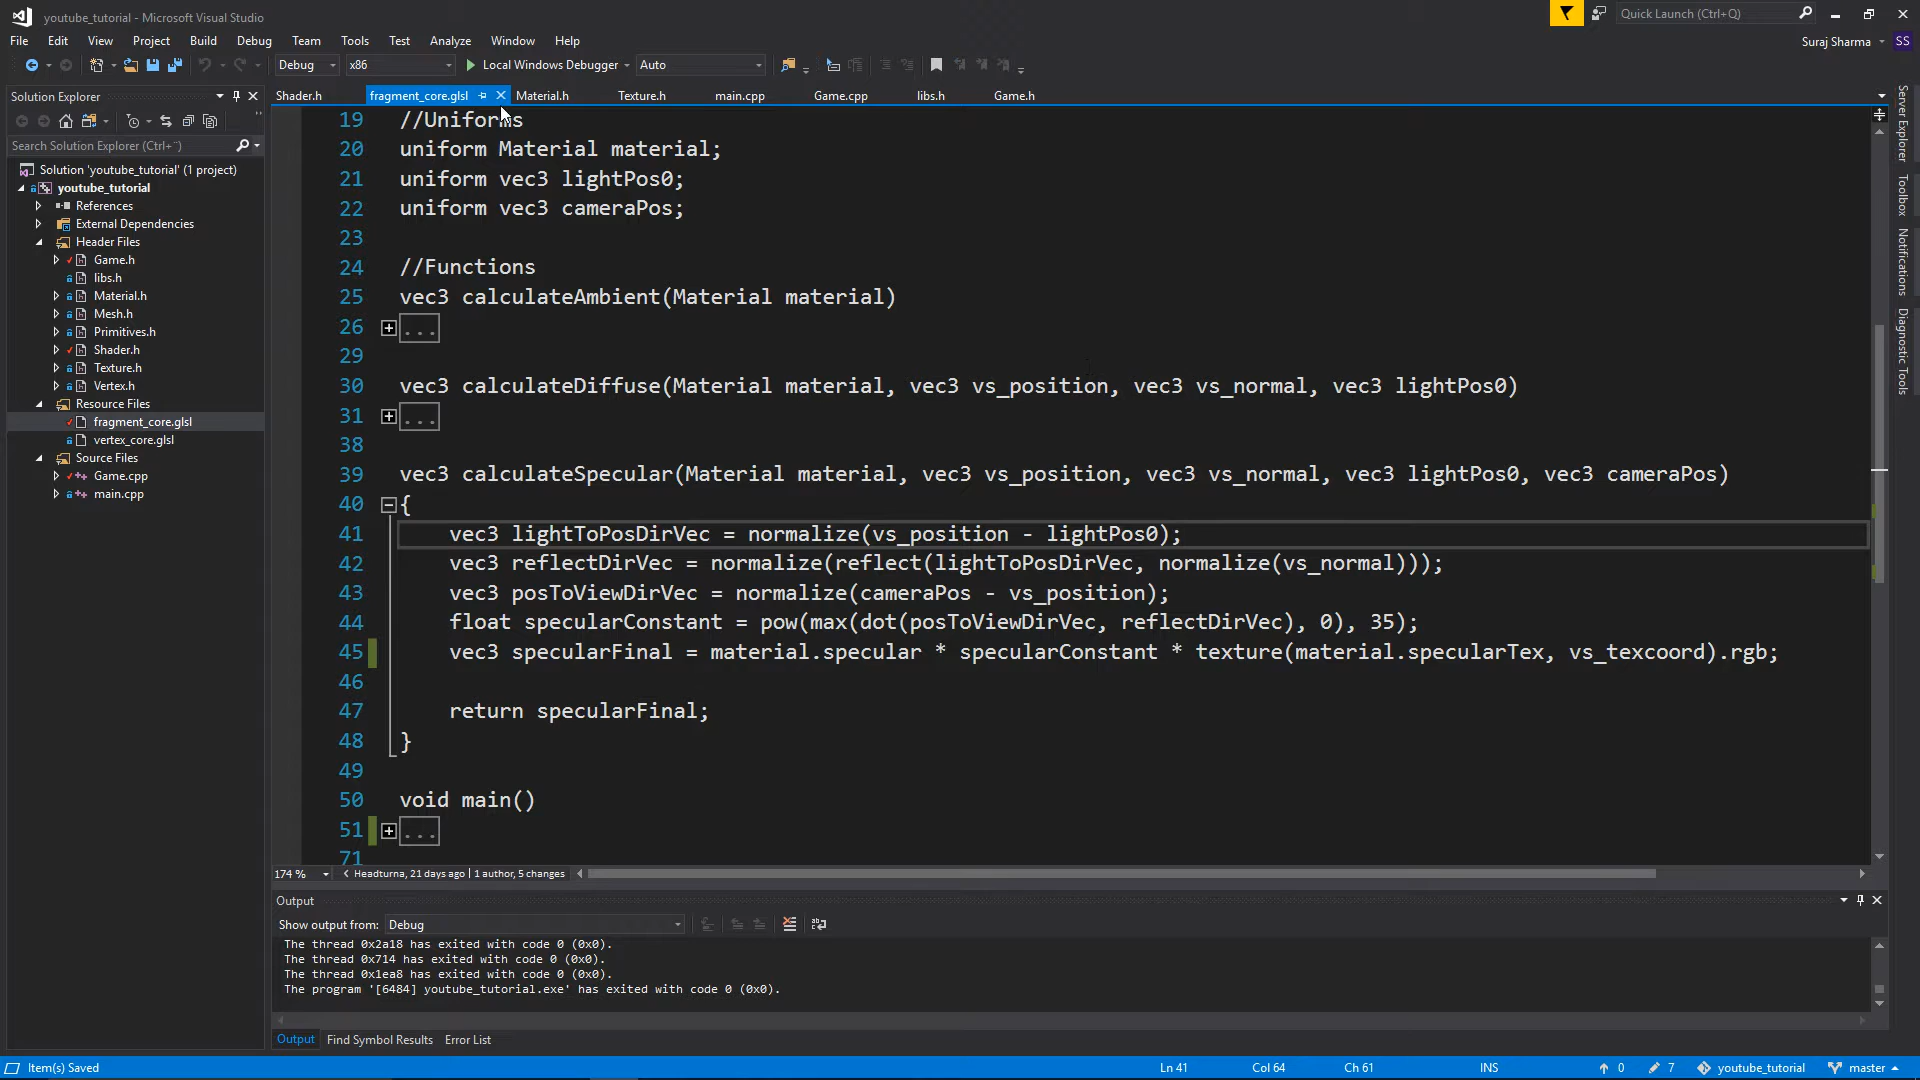 youtube_tutorial - Microsoft Visual Studio
Quick Launch (Ctrl+Q)
File Edit View Project Build Debug Team Tools Test Analyze Window Help
Suraj Sharma SS
Debug x86 Local Windows Debugger Auto
Solution Explorer
Search Solution Explorer (Ctrl+¨)
Solution 'youtube_tutorial' (1 project)
youtube_tutorial
References
External Dependencies
Header Files
Game.h
libs.h
Material.h
Mesh.h
Primitives.h
Shader.h
Texture.h
Vertex.h
Resource Files
fragment_core.glsl
vertex_core.glsl
Source Files
Game.cpp
main.cpp
Shader.h fragment_core.glsl Material.h Texture.h main.cpp Game.cpp libs.h Game.h
19 //Uniforms
20 uniform Material material;
21 uniform vec3 lightPos0;
22 uniform vec3 cameraPos;
23
24 //Functions
25 vec3 calculateAmbient(Material material)
26 ...
29
30 vec3 calculateDiffuse(Material material, vec3 vs_position, vec3 vs_normal, vec3 lightPos0)
31 ...
38
39 vec3 calculateSpecular(Material material, vec3 vs_position, vec3 vs_normal, vec3 lightPos0, vec3 cameraPos)
40 {
41 vec3 lightToPosDirVec = normalize(vs_position - lightPos0);
42 vec3 reflectDirVec = normalize(reflect(lightToPosDirVec, normalize(vs_normal)));
43 vec3 posToViewDirVec = normalize(cameraPos - vs_position);
44 float specularConstant = pow(max(dot(posToViewDirVec, reflectDirVec), 0), 35);
45 vec3 specularFinal = material.specular * specularConstant * texture(material.specularTex, vs_texcoord).rgb;
46
47 return specularFinal;
48 }
49
50 void main()
51 ...
71
174 % Headturna, 21 days ago | 1 author, 5 changes
Output
Show output from: Debug
The thread 0x2a18 has exited with code 0 (0x0).
The thread 0x714 has exited with code 0 (0x0).
The thread 0x1ea8 has exited with code 0 (0x0).
The program '[6484] youtube_tutorial.exe' has exited with code 0 (0x0).
Output Find Symbol Results Error List
Item(s) Saved Ln 41 Col 64 Ch 61 INS 0 7 youtube_tutorial master
Server Explorer
Toolbox
Notifications
Diagnostic Tools